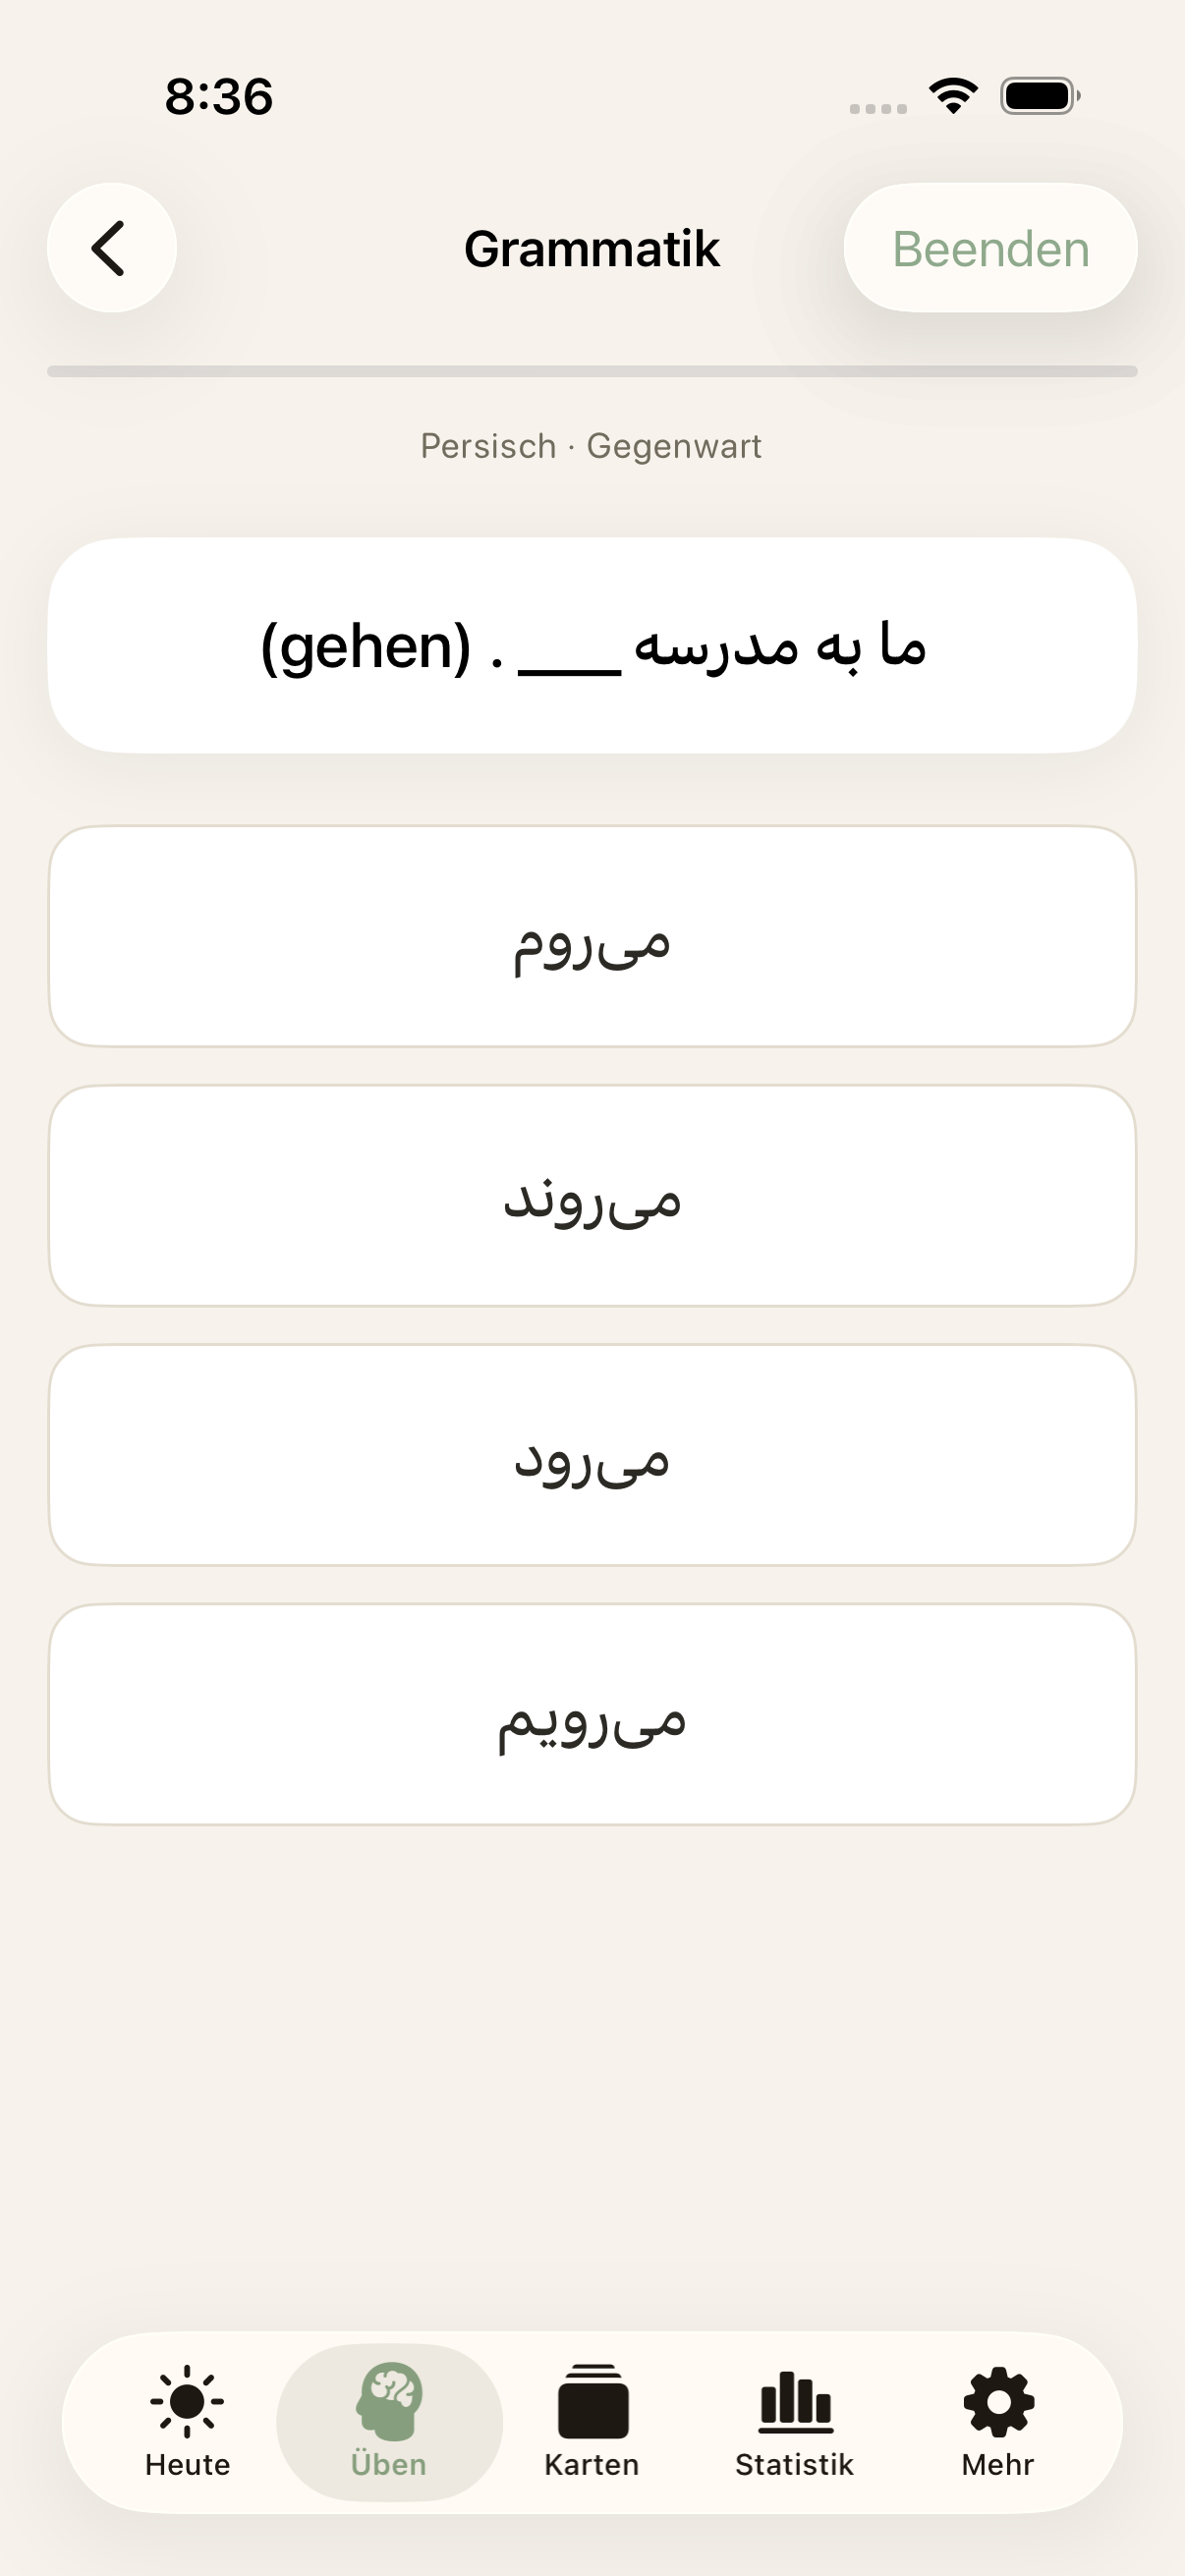 8:36
Grammatik
Beenden
Persisch · Gegenwart
ما به مدرسه ____ . (gehen)
می‌روم
می‌روند
می‌رود
می‌رویم
Heute
Üben
Karten
Statistik
Mehr